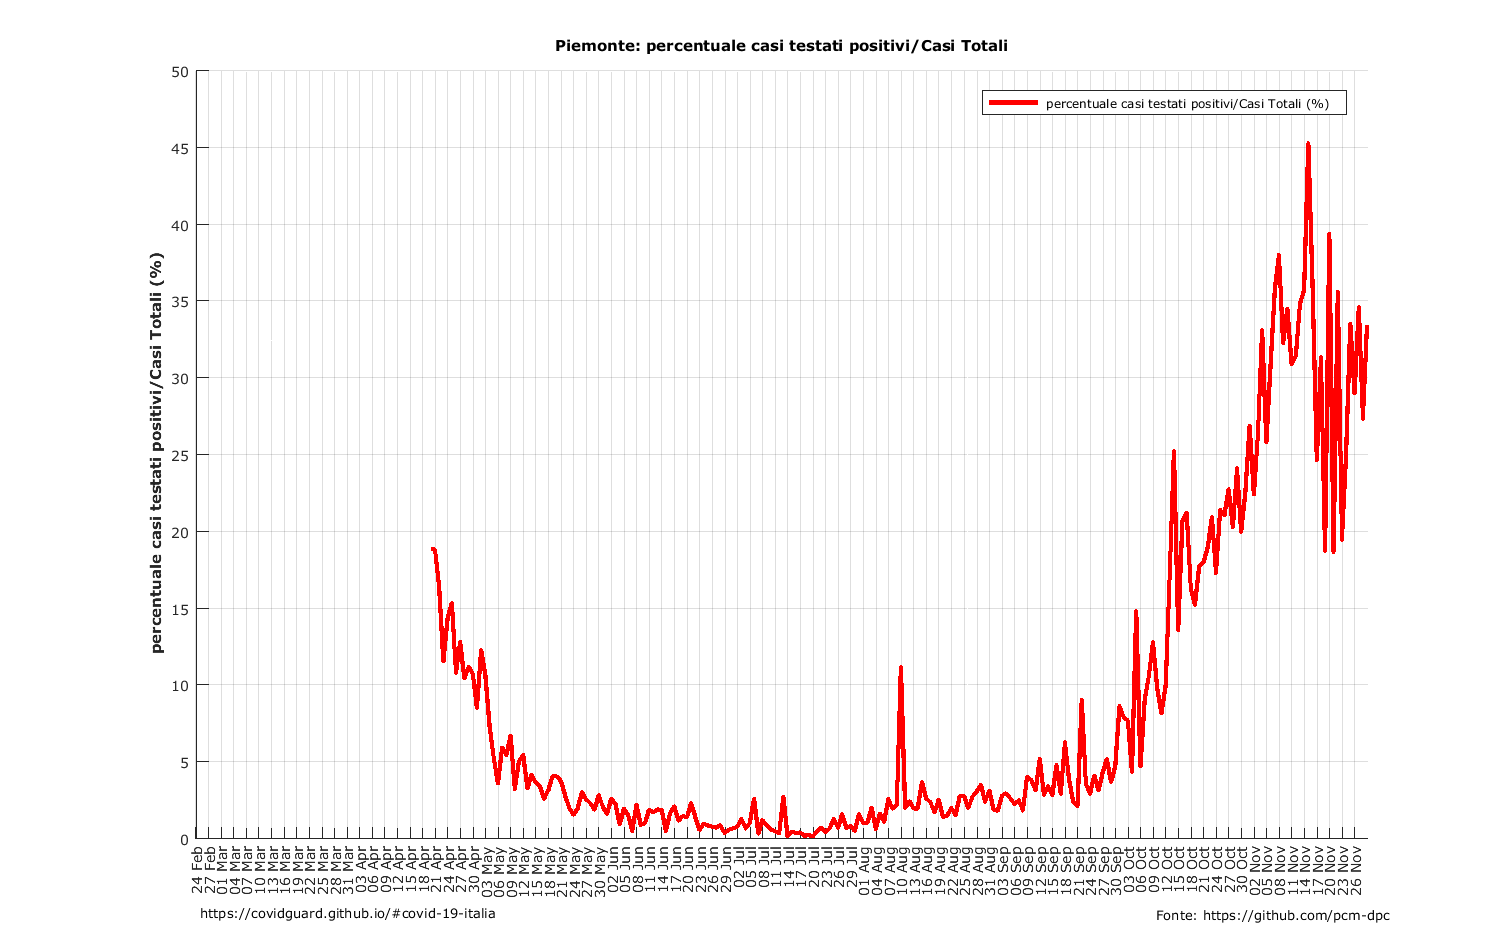 Piemonte: percentuale casi testati positivi/Casi Totali
percentuale casi testati positivi/Casi Totali (%)
percentuale casi testati positivi/Casi Totali (%)
50
45
40
35
30
25
20
15
10
5
0
24 Feb
27 Feb
01 Mar
04 Mar
07 Mar
10 Mar
13 Mar
16 Mar
19 Mar
22 Mar
25 Mar
28 Mar
31 Mar
03 Apr
06 Apr
09 Apr
12 Apr
15 Apr
18 Apr
21 Apr
24 Apr
27 Apr
30 Apr
03 May
06 May
09 May
12 May
15 May
18 May
21 May
24 May
27 May
30 May
02 Jun
05 Jun
08 Jun
11 Jun
14 Jun
17 Jun
20 Jun
23 Jun
26 Jun
29 Jun
02 Jul
05 Jul
08 Jul
11 Jul
14 Jul
17 Jul
20 Jul
23 Jul
26 Jul
29 Jul
01 Aug
04 Aug
07 Aug
10 Aug
13 Aug
16 Aug
19 Aug
22 Aug
25 Aug
28 Aug
31 Aug
03 Sep
06 Sep
09 Sep
12 Sep
15 Sep
18 Sep
21 Sep
24 Sep
27 Sep
30 Sep
03 Oct
06 Oct
09 Oct
12 Oct
15 Oct
18 Oct
21 Oct
24 Oct
27 Oct
30 Oct
02 Nov
05 Nov
08 Nov
11 Nov
14 Nov
17 Nov
20 Nov
23 Nov
26 Nov
https://covidguard.github.io/#covid-19-italia
Fonte: https://github.com/pcm-dpc